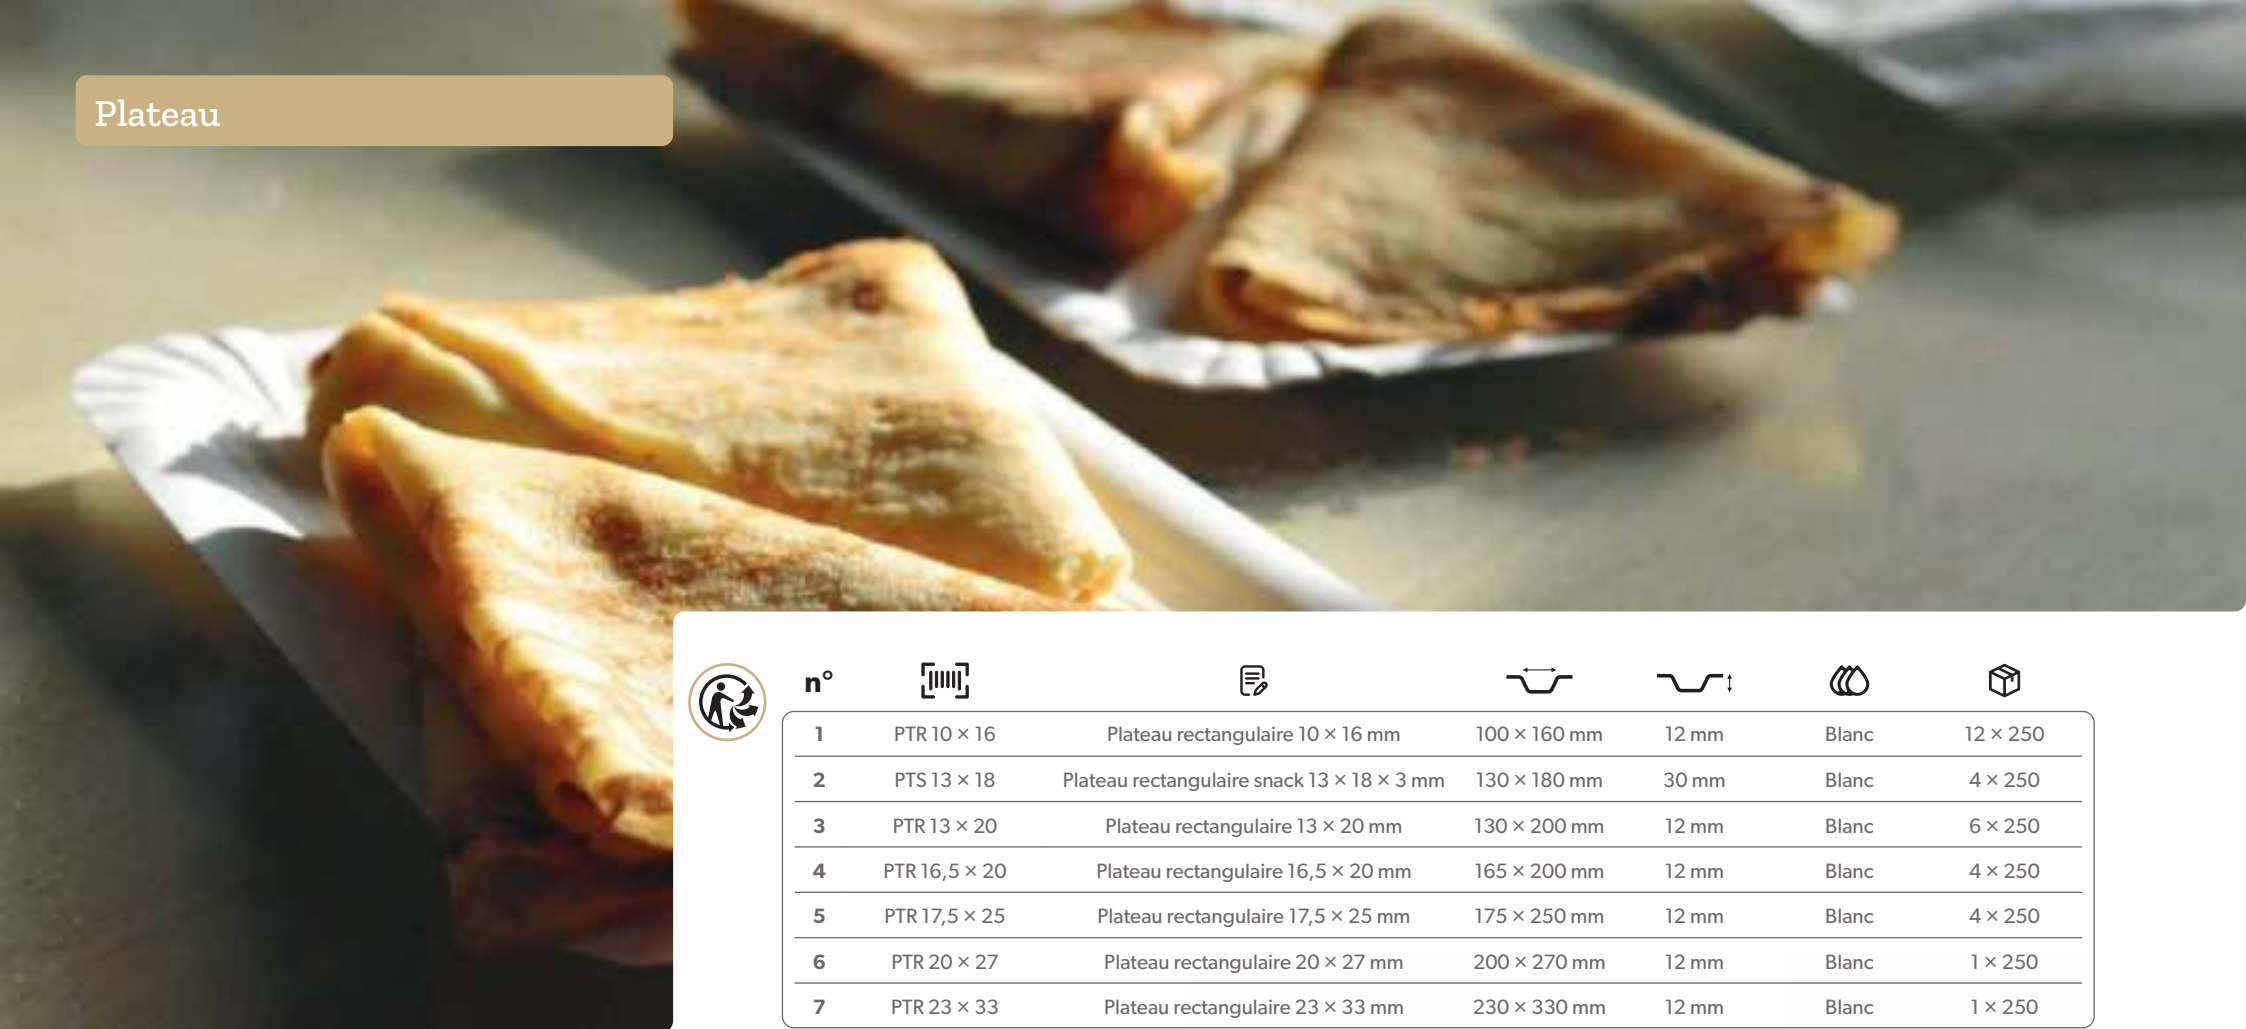 Plateau
n°
1 PTR 10 × 16 Plateau rectangulaire 10 × 16 mm 100 × 160 mm 12 mm Blanc 12 × 250
2 PTS 13 × 18 Plateau rectangulaire snack 13 × 18 × 3 mm 130 × 180 mm 30 mm Blanc 4 × 250
3 PTR 13 × 20 Plateau rectangulaire 13 × 20 mm 130 × 200 mm 12 mm Blanc 6 × 250
4 PTR 16,5 × 20 Plateau rectangulaire 16,5 × 20 mm 165 × 200 mm 12 mm Blanc 4 × 250
5 PTR 17,5 × 25 Plateau rectangulaire 17,5 × 25 mm 175 × 250 mm 12 mm Blanc 4 × 250
6 PTR 20 × 27 Plateau rectangulaire 20 × 27 mm 200 × 270 mm 12 mm Blanc 1 × 250
7 PTR 23 × 33 Plateau rectangulaire 23 × 33 mm 230 × 330 mm 12 mm Blanc 1 × 250